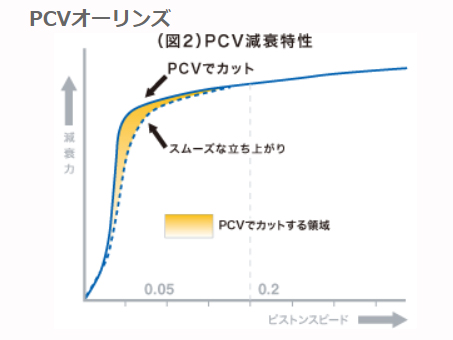 PCVオーリンズ
(図2)PCV減衰特性
PCVでカット
減衰力
スムーズな立ち上がり
PCVでカットする領域
0.05
0.2
ピストンスピード